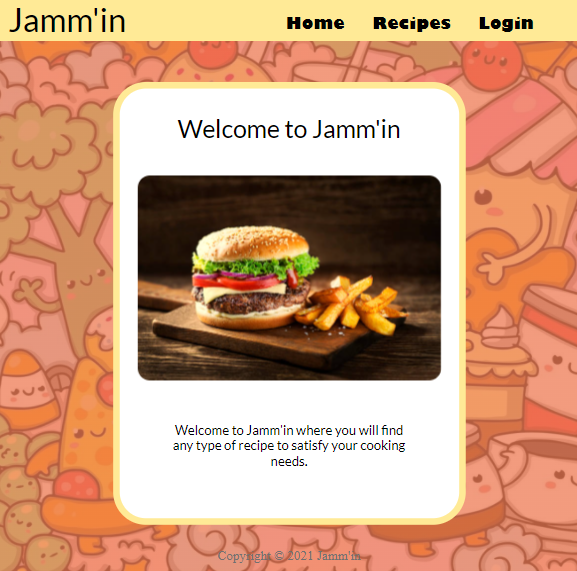 Jamm'in
Home Recipes Login
Welcome to Jamm'in
Welcome to Jamm'in where you will find
any type of recipe to satisfy your cooking
needs.
Copyright © 2021 Jamm'in